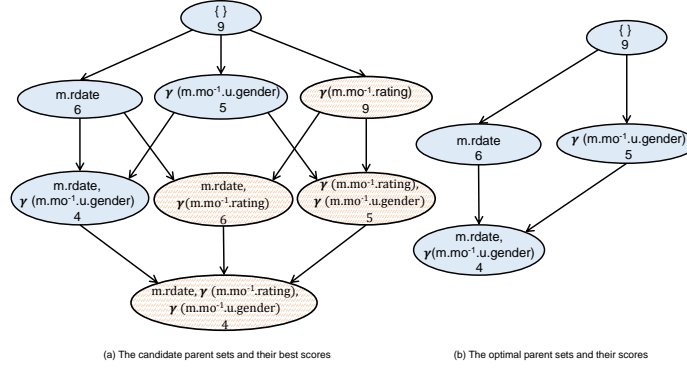 { }
9
m.rdate
6
γ (m.mo⁻¹.u.gender)
5
γ(m.mo⁻¹.rating)
9
m.rdate,
γ (m.mo⁻¹.u.gender)
4
m.rdate,
γ(m.mo⁻¹.rating)
6
γ (m.mo⁻¹.rating),
γ (m.mo⁻¹.u.gender)
5
m.rdate, γ (m.mo⁻¹.rating),
γ (m.mo⁻¹.u.gender)
4
(a) The candidate parent sets and their best scores
{ }
9
m.rdate
6
γ (m.mo⁻¹.u.gender)
5
m.rdate,
γ(m.mo⁻¹.u.gender)
4
(b) The optimal parent sets and their scores